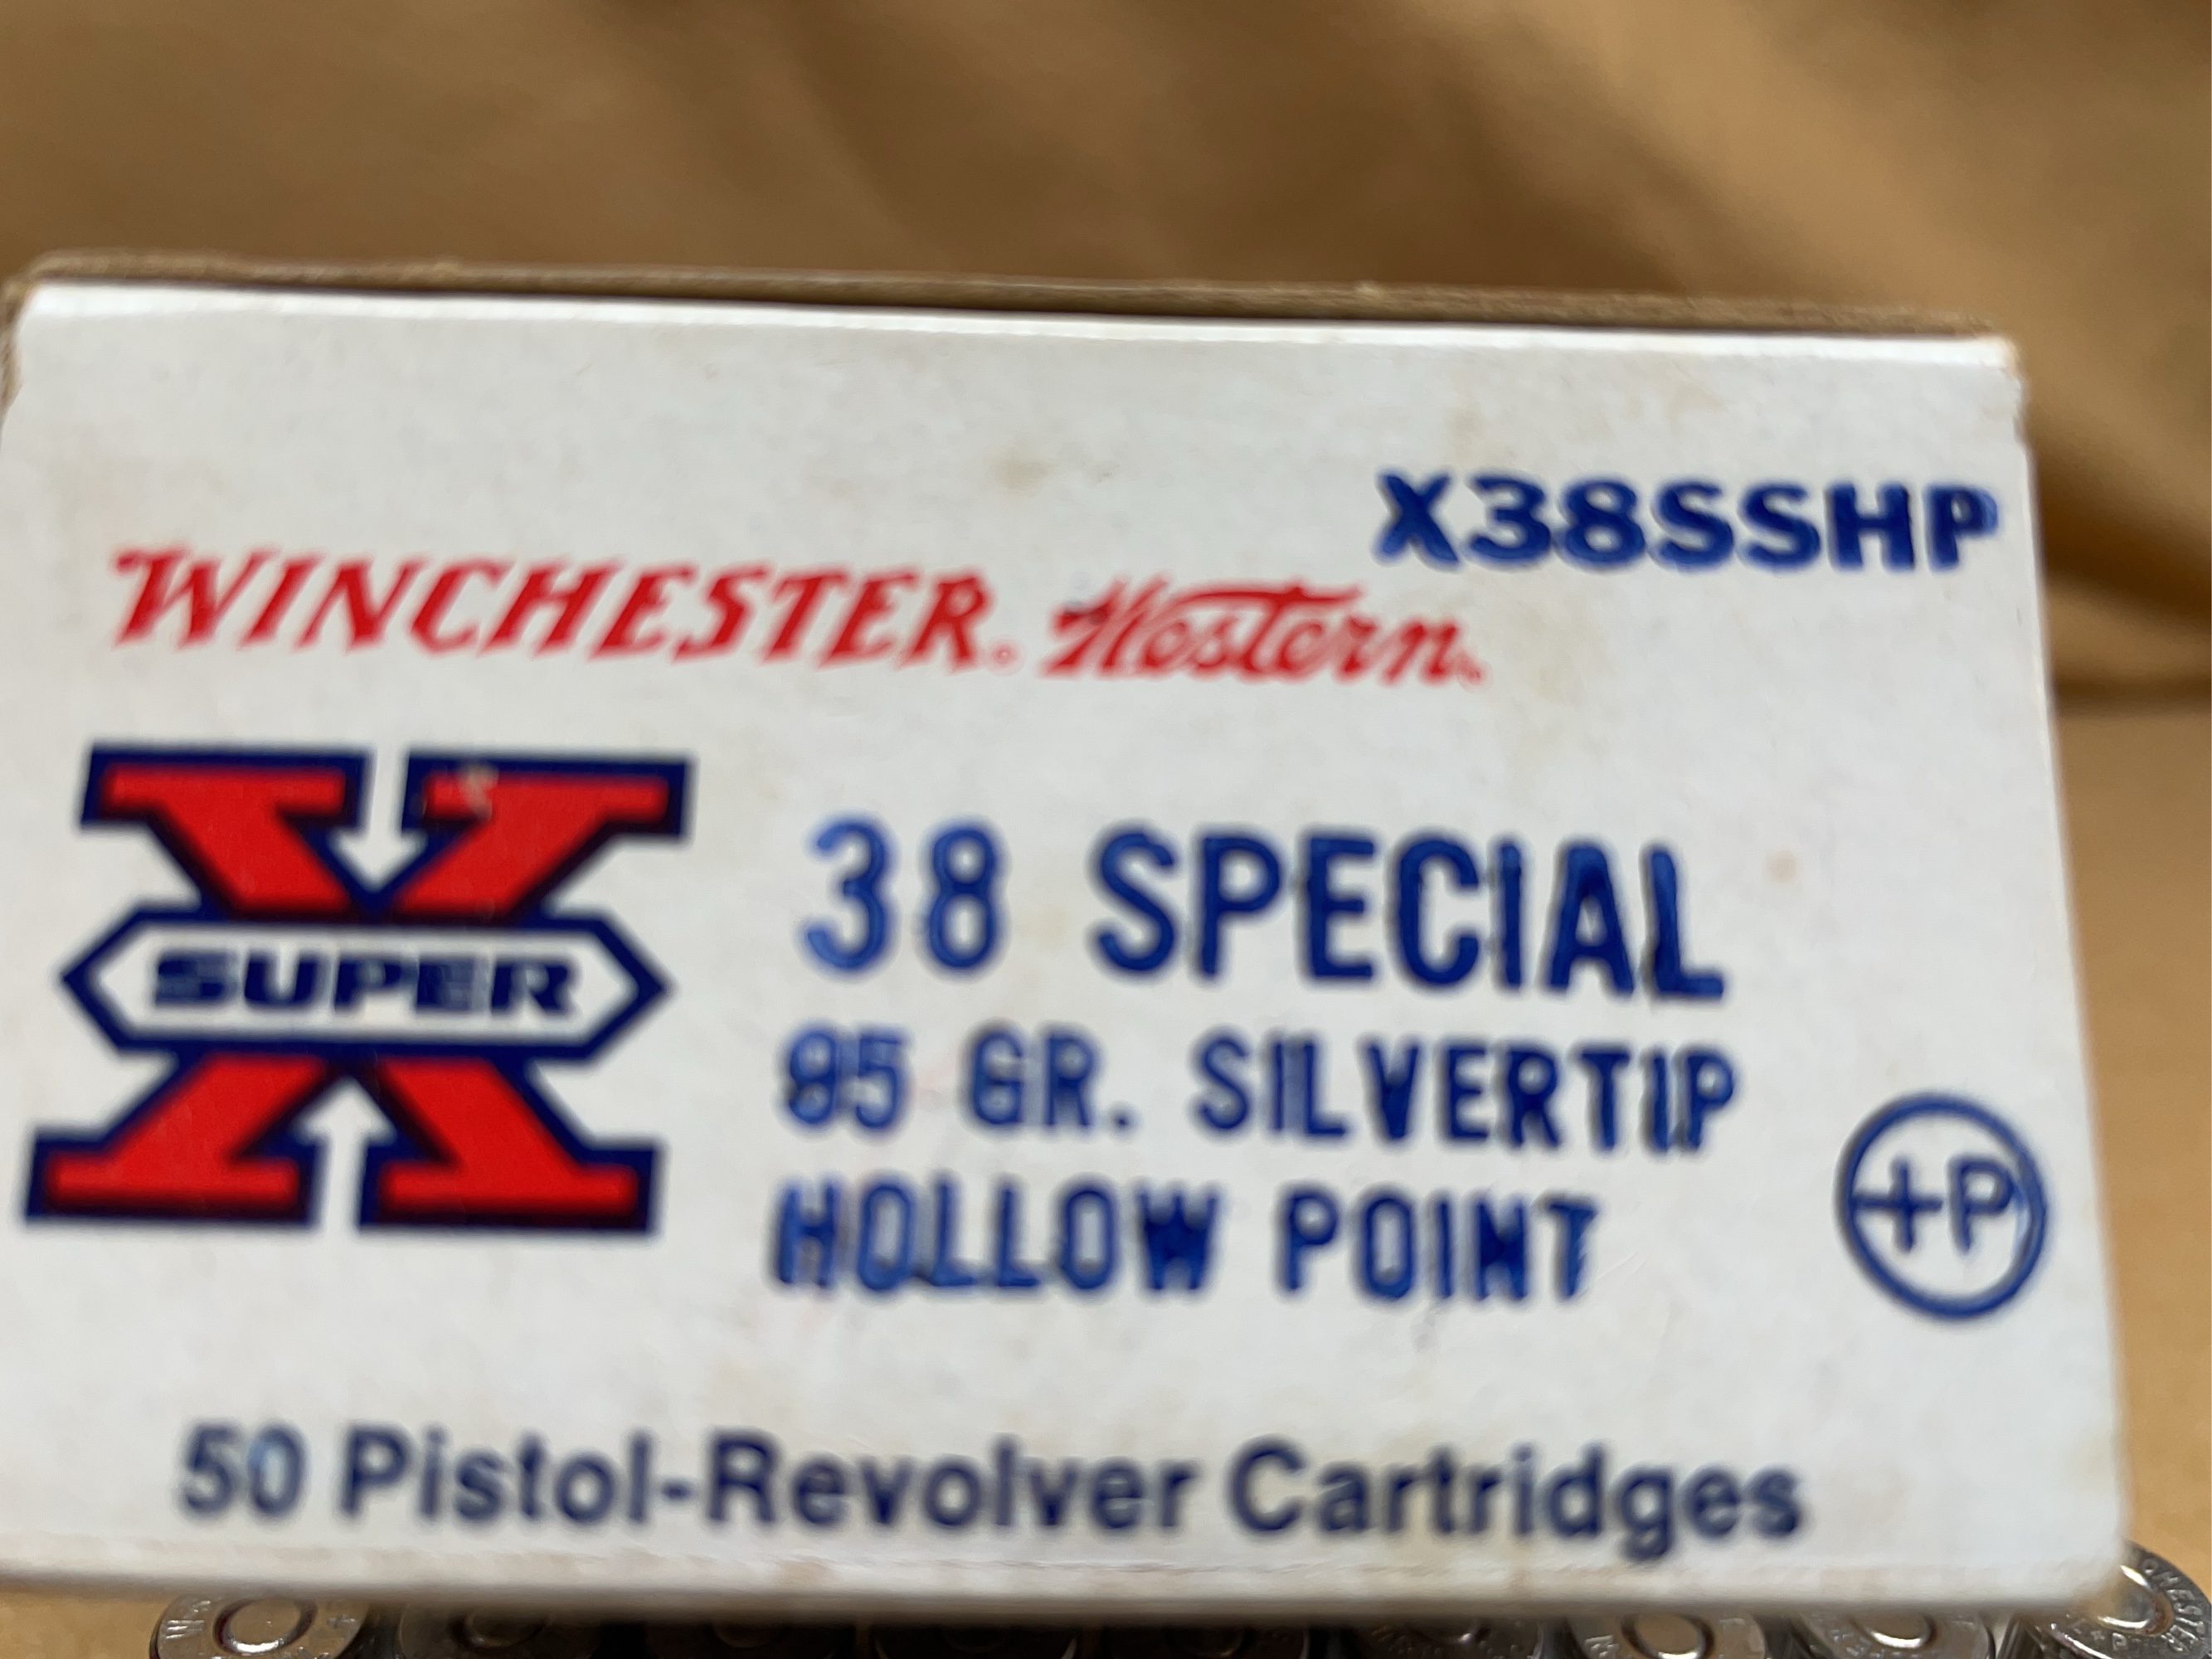 X38SSHP
WINCHESTER® Western®
SUPER X
38 SPECIAL
95 GR. SILVERTIP
HOLLOW POINT
+P
50 Pistol-Revolver Cartridges